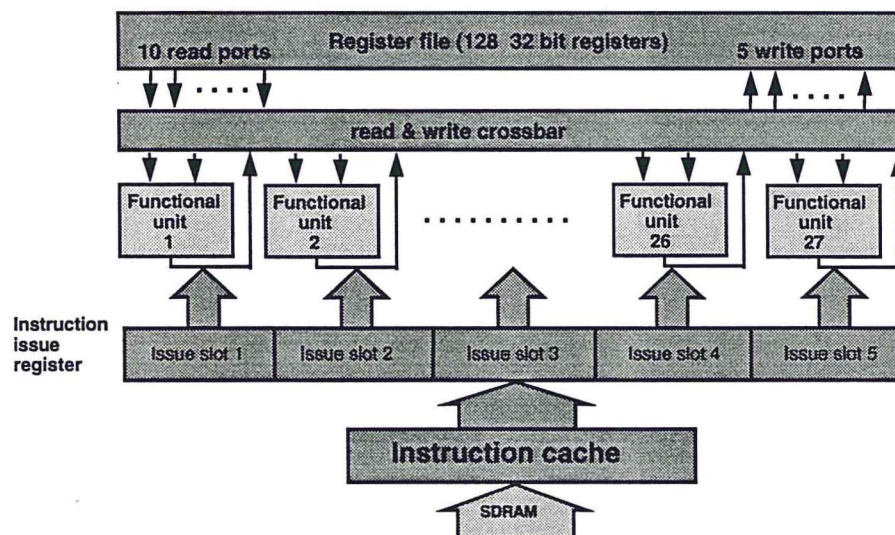 Register file (128 32 bit registers)
10 read ports
5 write ports
read & write crossbar
Functional
unit
1
Functional
unit
2
Functional
unit
26
Functional
unit
27
Instruction
issue
register
Issue slot 1
Issue slot 2
Issue slot 3
Issue slot 4
Issue slot 5
Instruction cache
SDRAM